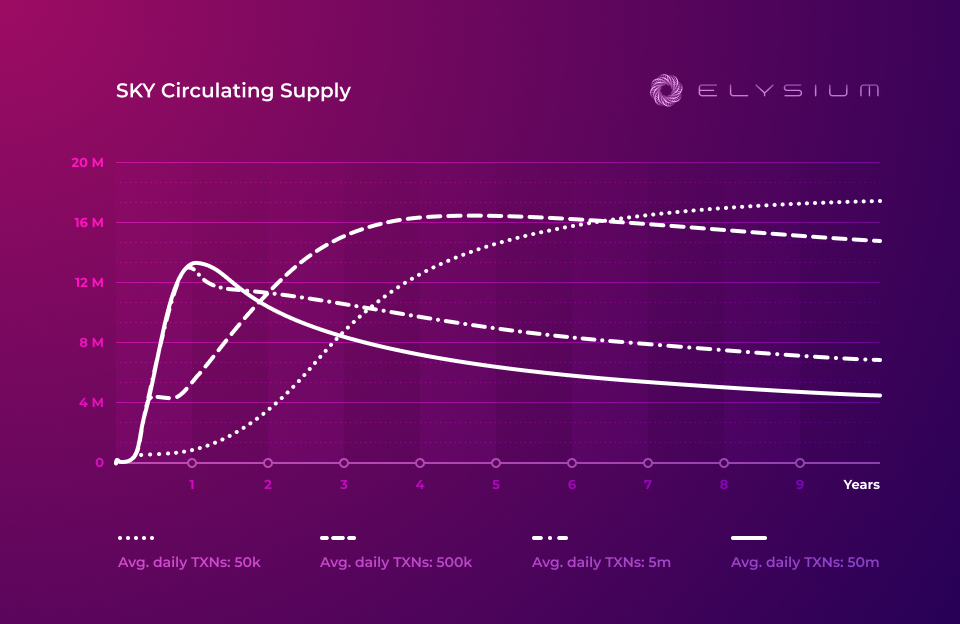 SKY Circulating Supply
ELYSIUM
20 M
16 M
12 M
8 M
4 M
0
1 2 3 4 5 6 7 8 9 Years
Avg. daily TXNs: 50k
Avg. daily TXNs: 500k
Avg. daily TXNs: 5m
Avg. daily TXNs: 50m